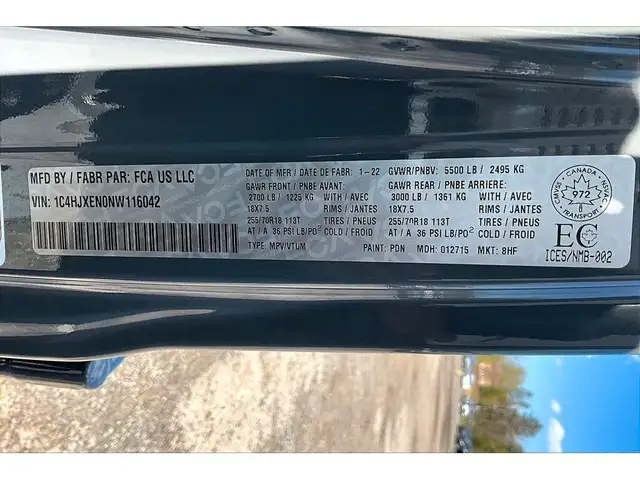 MFD BY / FABR PAR: FCA US LLC
VIN: 1C4HJXEN0NW116042
DATE OF MFR / DATE DE FABR: 1-22
GAWR FRONT / PNBE AVANT:
2700 LB / 1225 KG WITH / AVEC
18X7.5 RIMS / JANTES
255/70R18 113T TIRES / PNEUS
AT / A 36 PSI LB/PO² COLD / FROID
TYPE: MPV/VTUM PAINT: PDN MDH: 012715 MKT: 8HF
GVWR/PNBV: 5500 LB / 2495 KG
GAWR REAR / PNBE ARRIERE:
3000 LB / 1361 KG WITH / AVEC
18X7.5 RIMS / JANTES
255/70R18 113T TIRES / PNEUS
AT / A 36 PSI LB/PO² COLD / FROID
CANADA
NSVAC
972
TRANSPORT
EC
ICES/NMB-002